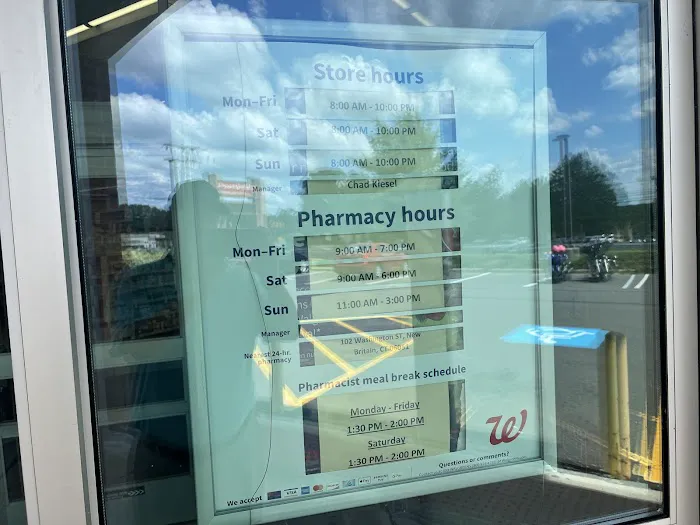 Store hours
Mon-Fri 8:00 AM - 10:00 PM
Sat 8:00 AM - 10:00 PM
Sun 8:00 AM - 10:00 PM
Manager Chad Kiesel
Pharmacy hours
Mon-Fri 9:00 AM - 7:00 PM
Sat 9:00 AM - 6:00 PM
Sun 11:00 AM - 3:00 PM
Manager
Nearest 24-hr. pharmacy
102 Washington ST, New
Britain, CT
Pharmacist meal break schedule
Monday - Friday
1:30 PM - 2:00 PM
Saturday
1:30 PM - 2:00 PM
W
Questions or comments?
We accept VISA